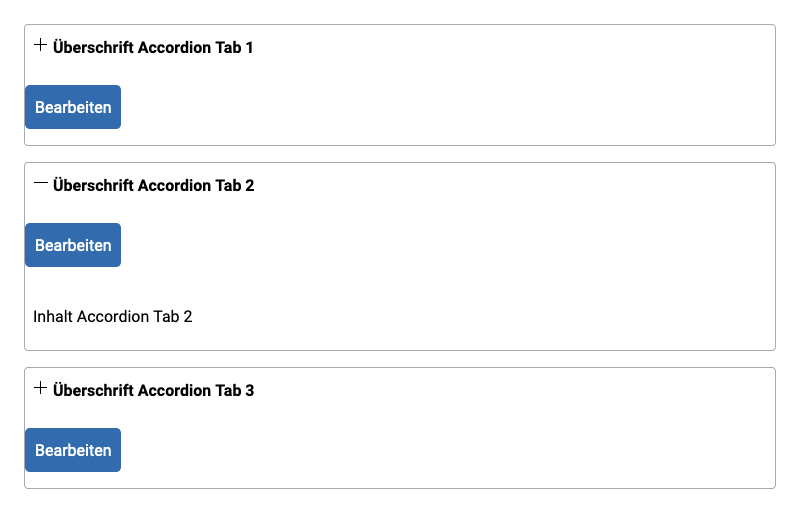 Überschrift Accordion Tab 1
Bearbeiten
Überschrift Accordion Tab 2
Bearbeiten
Inhalt Accordion Tab 2
Überschrift Accordion Tab 3
Bearbeiten